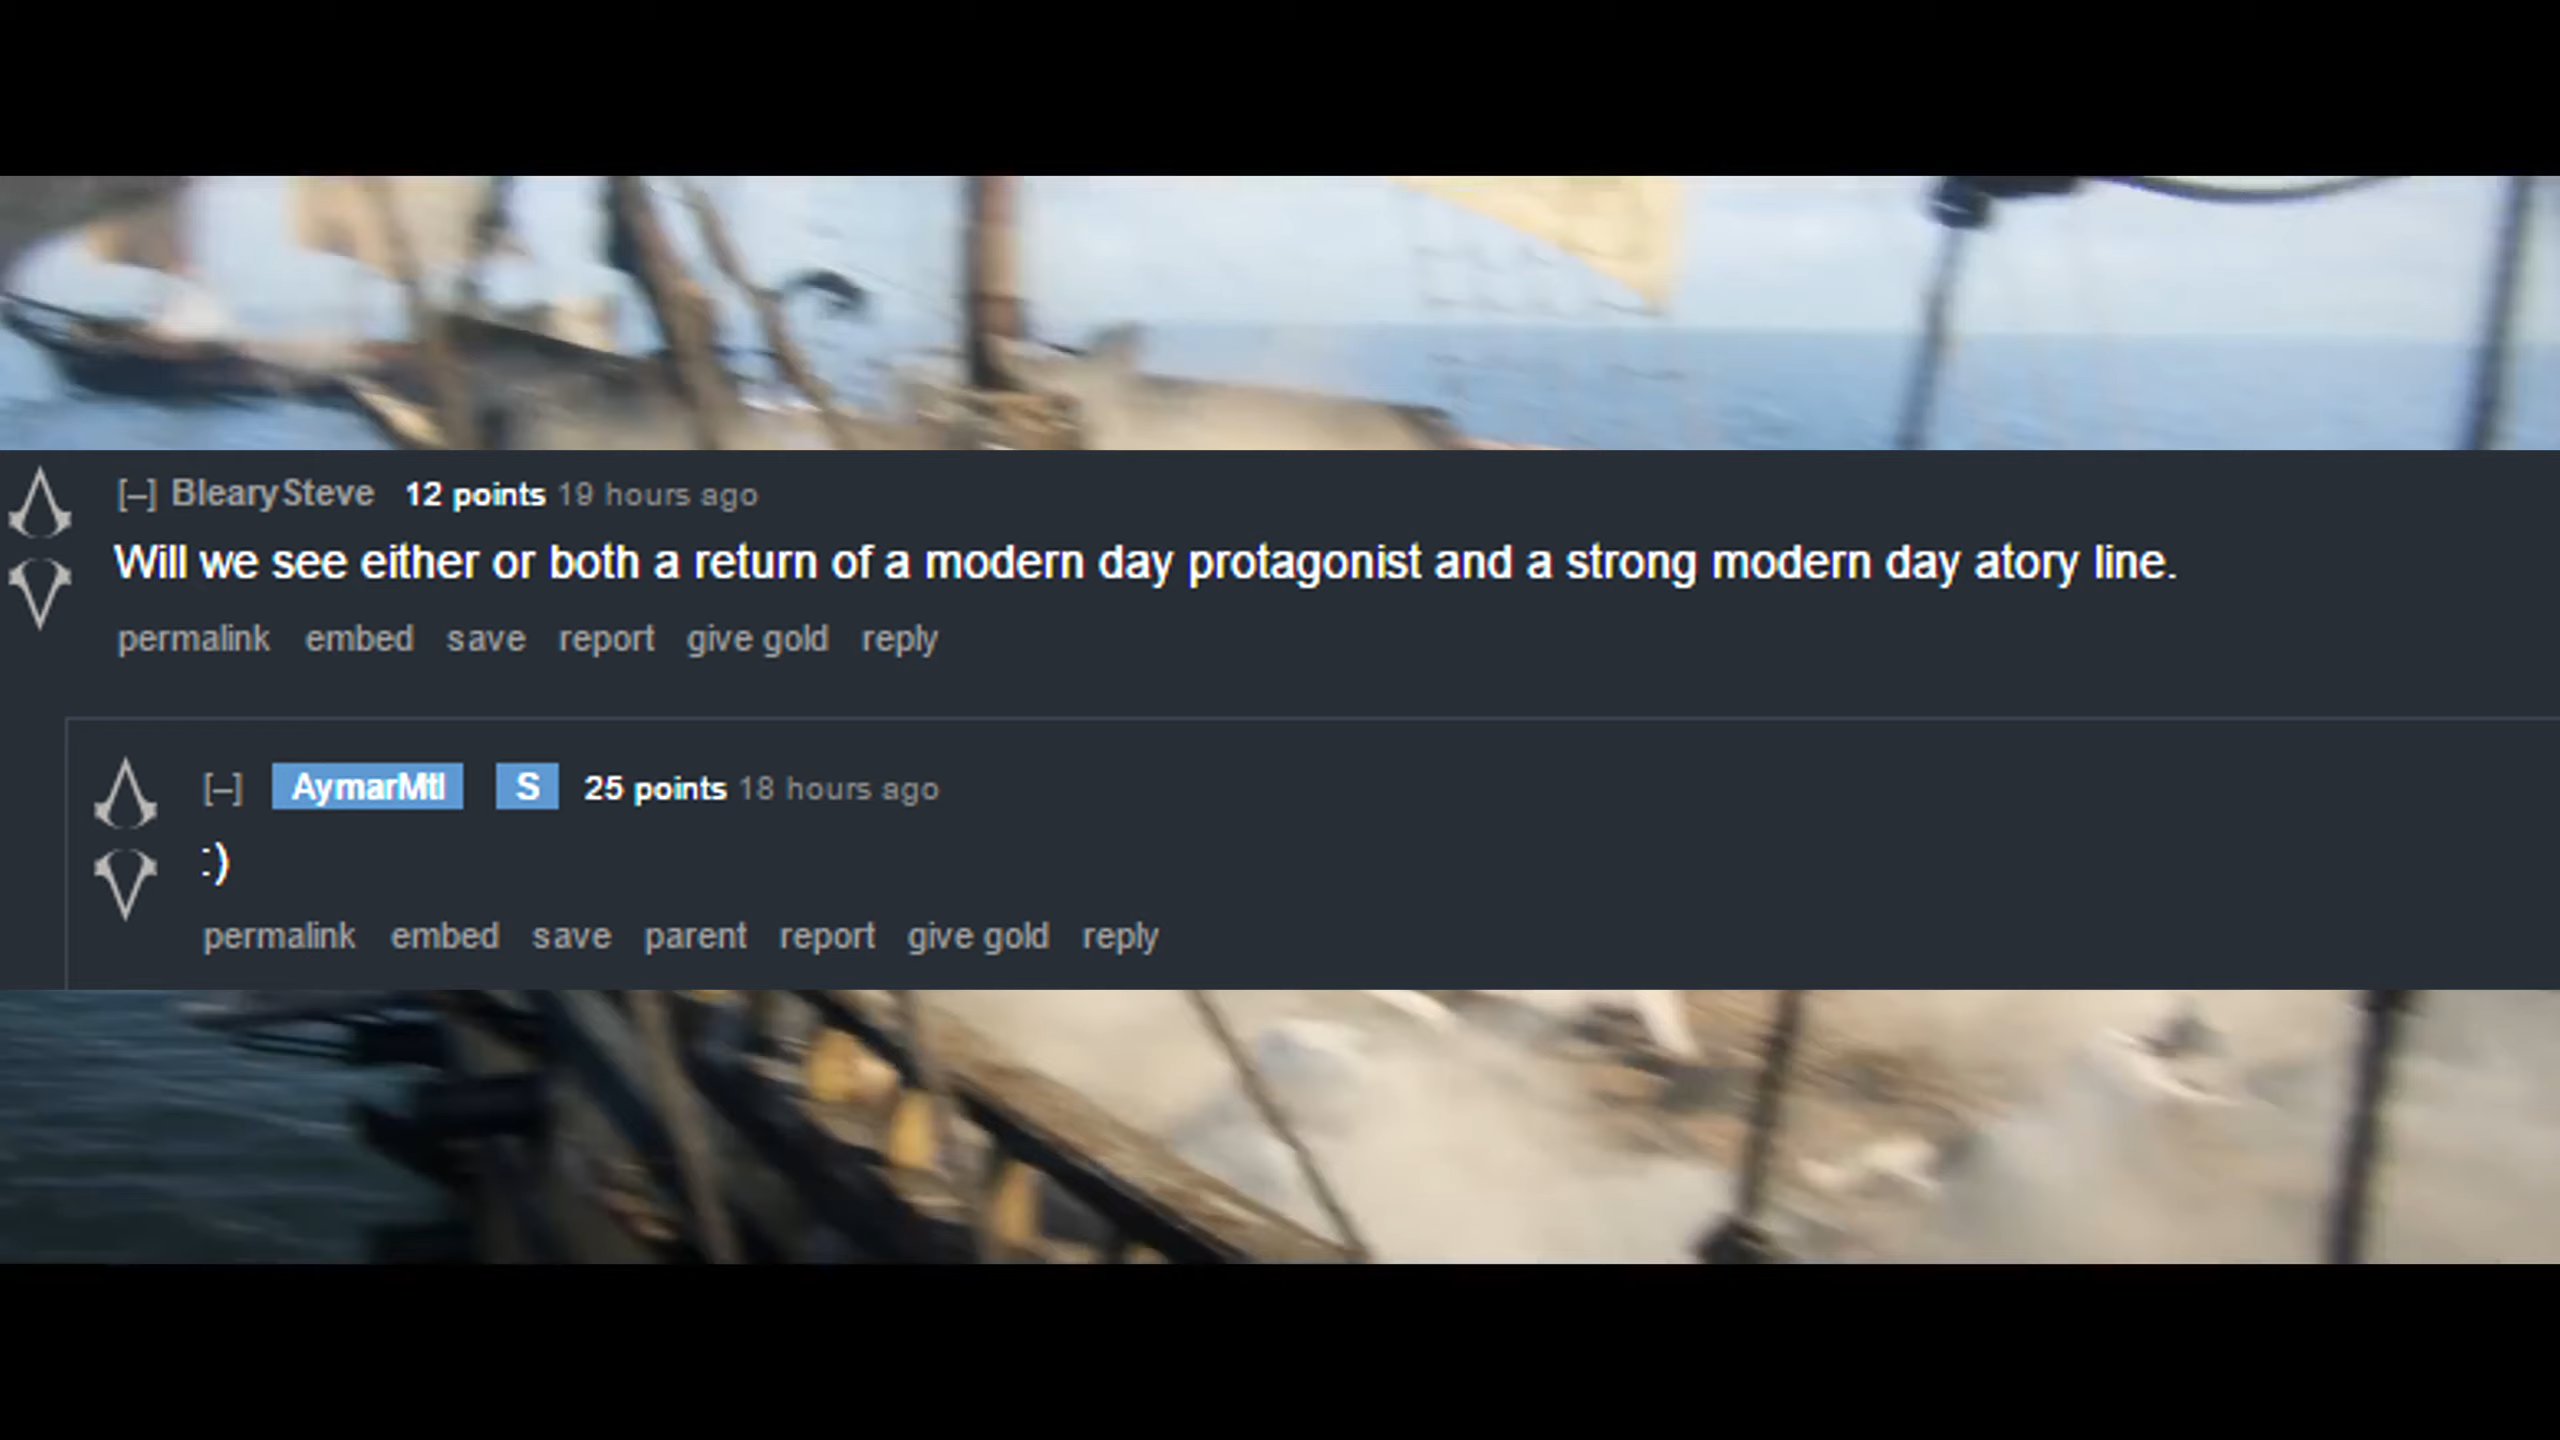 [–] BlearySteve 12 points 19 hours ago
Will we see either or both a return of a modern day protagonist and a strong modern day atory line.
permalink embed save report give gold reply
[–] AymarMtl S 25 points 18 hours ago
:)
permalink embed save parent report give gold reply